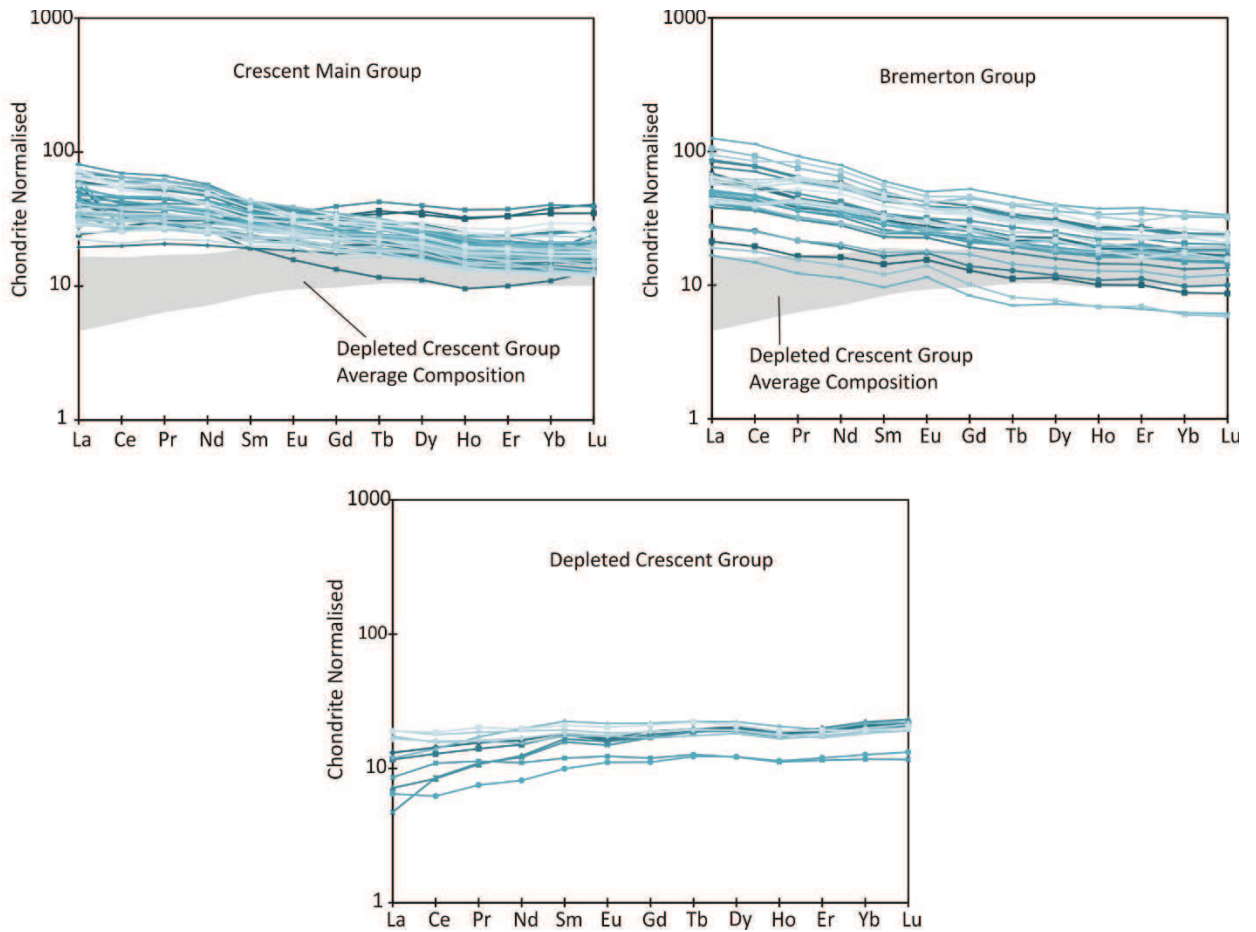 1000
Crescent Main Group
100
Chondrite Normalised
10
Depleted Crescent Group
Average Composition
1
La Ce Pr Nd Sm Eu Gd Tb Dy Ho Er Yb Lu
1000
Bremerton Group
100
Chondrite Normalised
10
Depleted Crescent Group
Average Composition
1
La Ce Pr Nd Sm Eu Gd Tb Dy Ho Er Yb Lu
1000
Depleted Crescent Group
100
Chondrite Normalised
10
1
La Ce Pr Nd Sm Eu Gd Tb Dy Ho Er Yb Lu